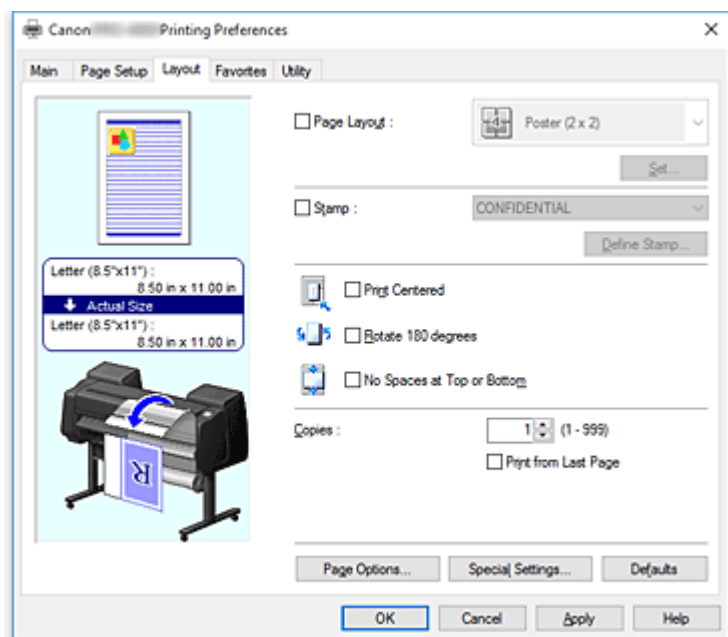 Canon Printing Preferences
Main Page Setup Layout Favorites Utility
Page Layout :
Poster (2 x 2)
Set...
Stamp :
CONFIDENTIAL
Define Stamp...
Letter (8.5"x11") :
8.50 in x 11.00 in
Actual Size
Letter (8.5"x11") :
8.50 in x 11.00 in
Print Centered
Rotate 180 degrees
No Spaces at Top or Bottom
R
Copies :
1 (1 - 999)
Print from Last Page
Page Options... Special Settings... Defaults
OK Cancel Apply Help